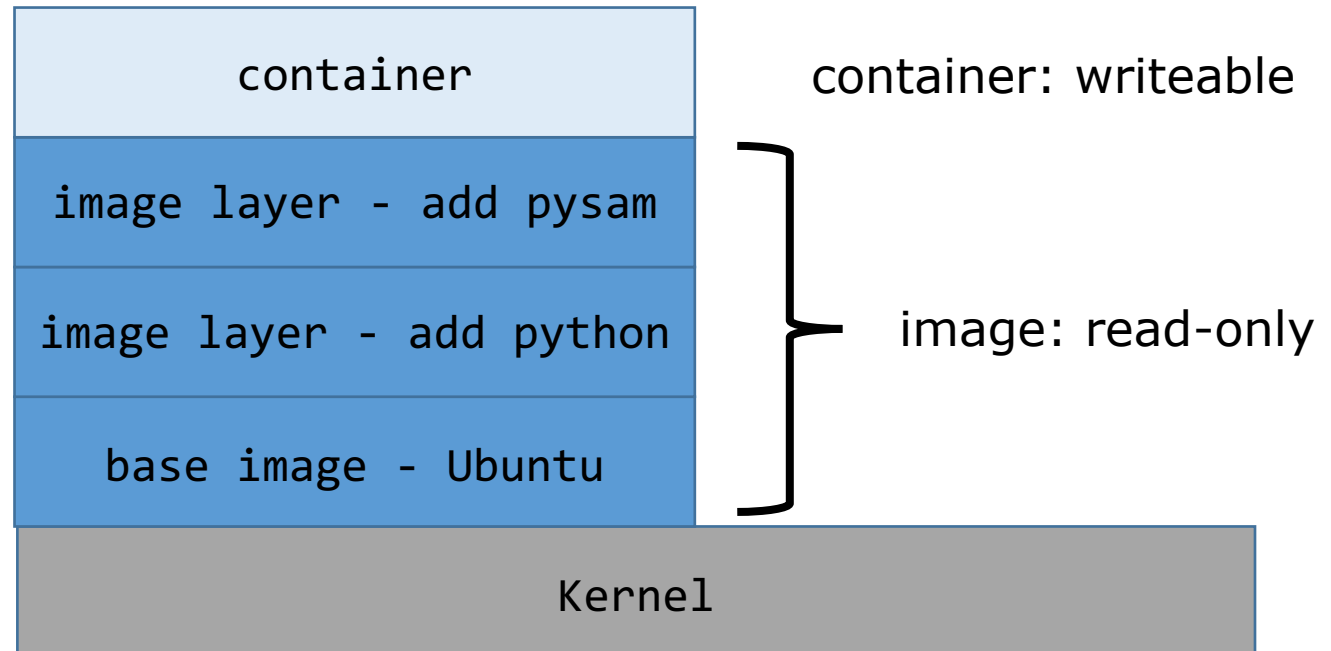 container
container: writeable
image layer - add pysam
image layer - add python
image: read-only
base image - Ubuntu
Kernel